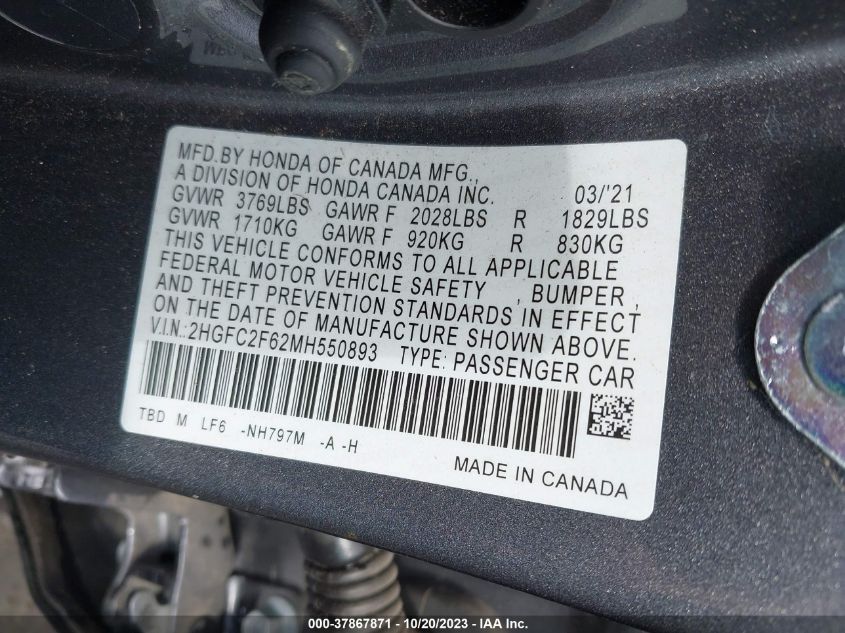 MFD.BY HONDA OF CANADA MFG.,
A DIVISION OF HONDA CANADA INC. 03/'21
GVWR 3769LBS GAWR F 2028LBS R 1829LBS
GVWR 1710KG GAWR F 920KG R 830KG
THIS VEHICLE CONFORMS TO ALL APPLICABLE
FEDERAL MOTOR VEHICLE SAFETY , BUMPER ,
AND THEFT PREVENTION STANDARDS IN EFFECT
ON THE DATE OF MANUFACTURE SHOWN ABOVE.
V.I.N.:2HGFC2F62MH550893 TYPE: PASSENGER CAR
TBD M LF6 -NH797M -A -H
MADE IN CANADA
000-37867871 - 10/20/2023 - IAA Inc.